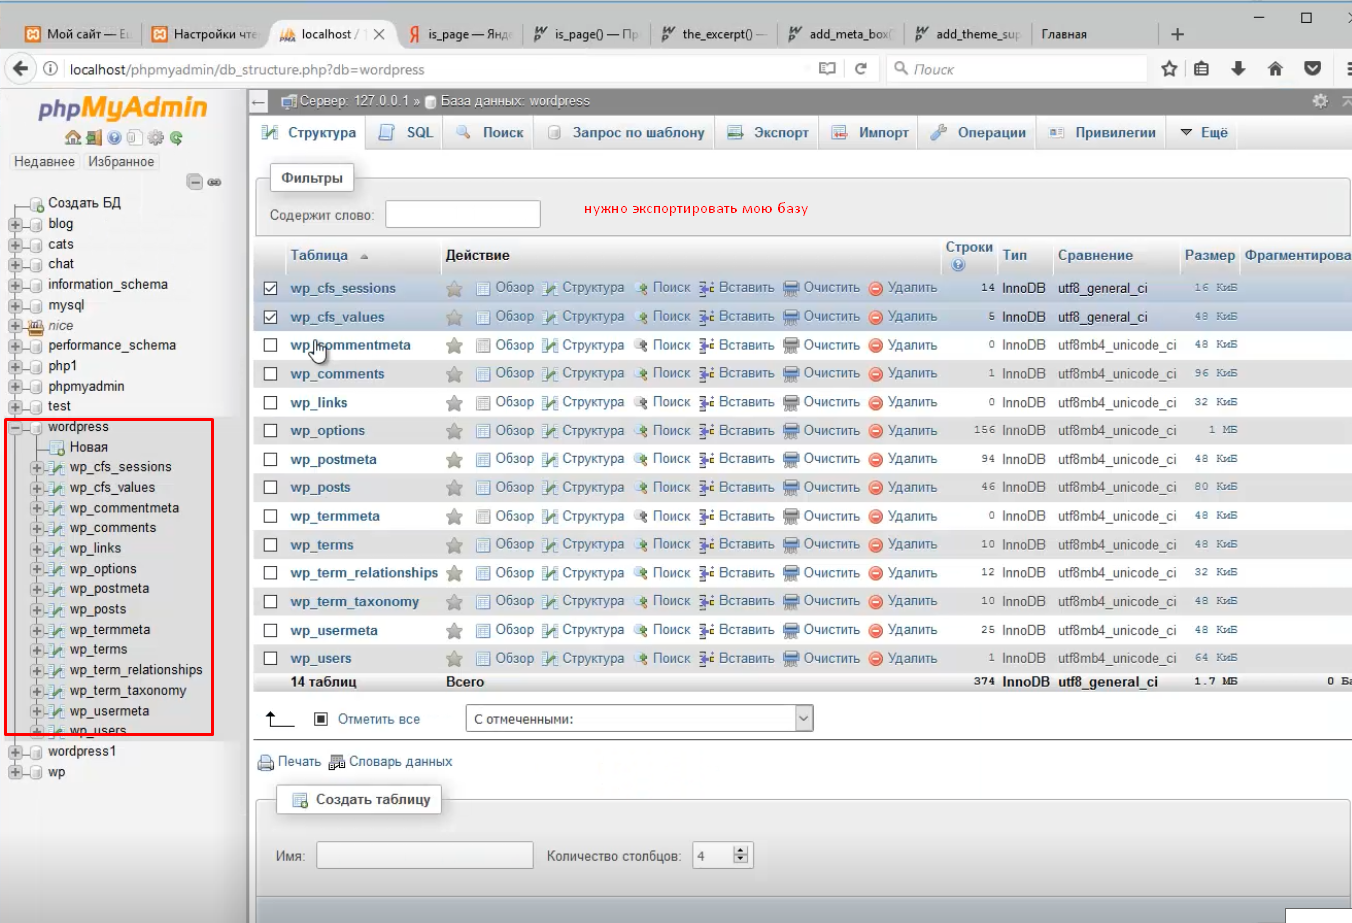 Мой сайт — Ещ
Настройки чте
localhost /
is_page — Янд
is_page() — Пр
the_excerpt() —
add_meta_box(
add_theme_sup
Главная
localhost/phpmyadmin/db_structure.php?db=wordpress
Поиск
phpMyAdmin
Недавнее Избранное
Создать БД
blog
cats
chat
information_schema
mysql
nice
performance_schema
php1
phpmyadmin
test
wordpress
Новая
wp_cfs_sessions
wp_cfs_values
wp_commentmeta
wp_comments
wp_links
wp_options
wp_postmeta
wp_posts
wp_termmeta
wp_terms
wp_term_relationships
wp_term_taxonomy
wp_usermeta
wp_users
wordpress1
wp
Сервер: 127.0.0.1 » База данных: wordpress
Структура SQL Поиск Запрос по шаблону Экспорт Импорт Операции Привилегии Ещё
Фильтры
Содержит слово:
нужно экспортировать мою базу
Таблица Действие Строки Тип Сравнение Размер Фрагментирова
wp_cfs_sessions Обзор Структура Поиск Вставить Очистить Удалить 14 InnoDB utf8_general_ci 16 КиБ
wp_cfs_values Обзор Структура Поиск Вставить Очистить Удалить 5 InnoDB utf8_general_ci 48 КиБ
wp_commentmeta Обзор Структура Поиск Вставить Очистить Удалить 0 InnoDB utf8mb4_unicode_ci 48 КиБ
wp_comments Обзор Структура Поиск Вставить Очистить Удалить 1 InnoDB utf8mb4_unicode_ci 96 КиБ
wp_links Обзор Структура Поиск Вставить Очистить Удалить 0 InnoDB utf8mb4_unicode_ci 32 КиБ
wp_options Обзор Структура Поиск Вставить Очистить Удалить 156 InnoDB utf8mb4_unicode_ci 1 МБ
wp_postmeta Обзор Структура Поиск Вставить Очистить Удалить 94 InnoDB utf8mb4_unicode_ci 48 КиБ
wp_posts Обзор Структура Поиск Вставить Очистить Удалить 46 InnoDB utf8mb4_unicode_ci 80 КиБ
wp_termmeta Обзор Структура Поиск Вставить Очистить Удалить 0 InnoDB utf8mb4_unicode_ci 48 КиБ
wp_terms Обзор Структура Поиск Вставить Очистить Удалить 10 InnoDB utf8mb4_unicode_ci 48 КиБ
wp_term_relationships Обзор Структура Поиск Вставить Очистить Удалить 12 InnoDB utf8mb4_unicode_ci 32 КиБ
wp_term_taxonomy Обзор Структура Поиск Вставить Очистить Удалить 10 InnoDB utf8mb4_unicode_ci 48 КиБ
wp_usermeta Обзор Структура Поиск Вставить Очистить Удалить 25 InnoDB utf8mb4_unicode_ci 48 КиБ
wp_users Обзор Структура Поиск Вставить Очистить Удалить 1 InnoDB utf8mb4_unicode_ci 64 КиБ
14 таблиц Всего 374 InnoDB utf8_general_ci 1.7 МБ 0 Ба
Отметить все С отмеченными:
Печать Словарь данных
Создать таблицу
Имя: Количество столбцов: 4